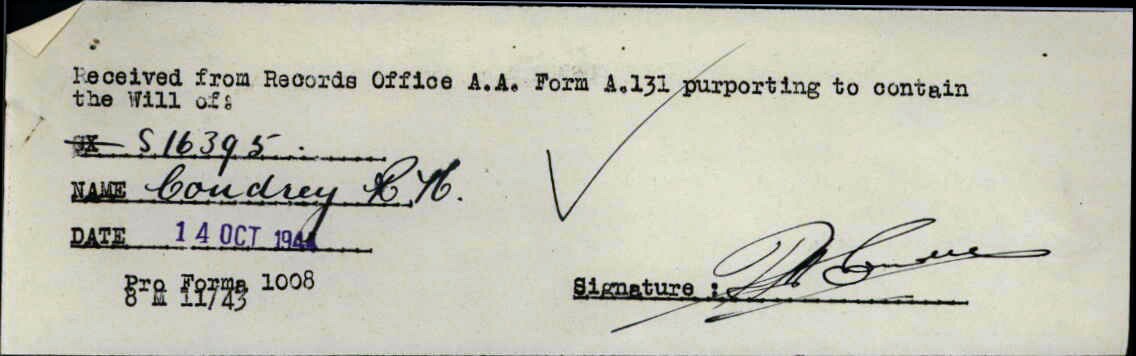 Received from Records Office A.A. Form A.131 purporting to contain
the Will of:
SX S16395.
NAME Coudrey R. H.
DATE 14 OCT 1944
Pro Forma 1008
8 M 11/43
Signature :